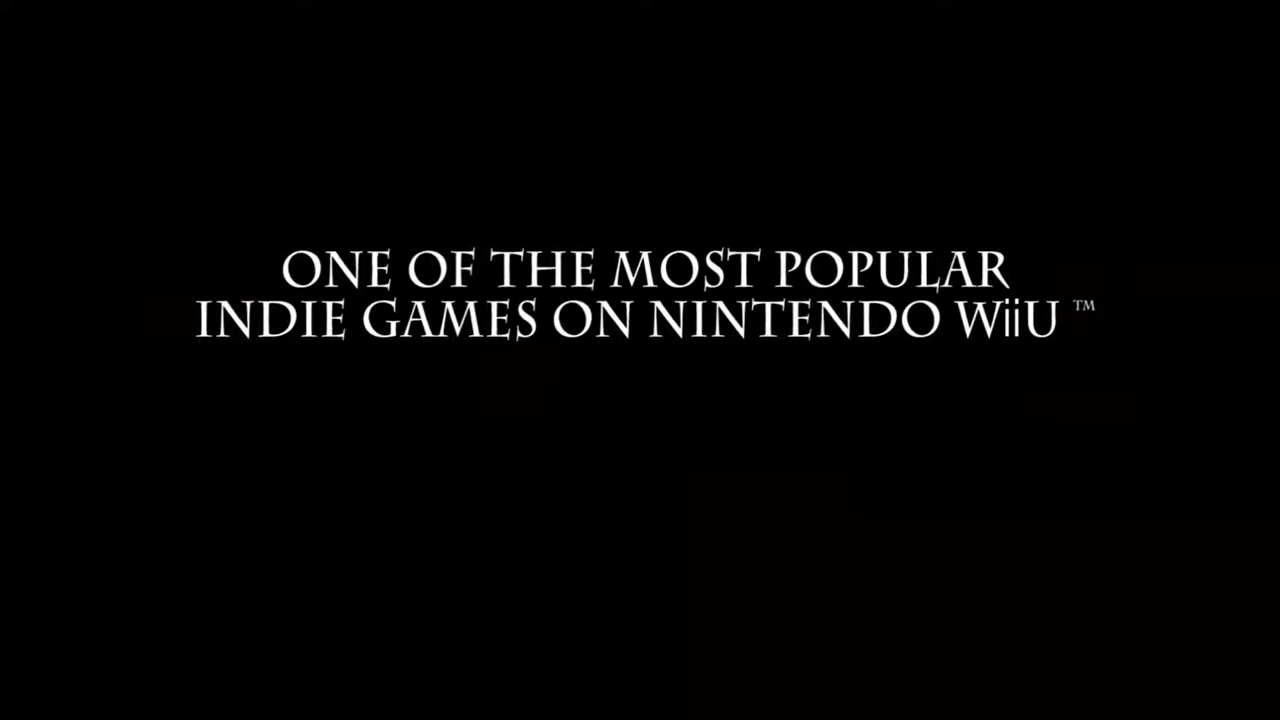 ONE OF THE MOST POPULAR
INDIE GAMES ON NINTENDO WiiU ™